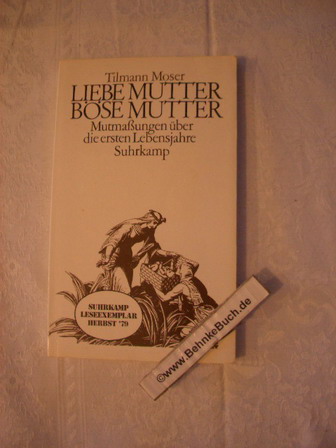 Tilmann Moser
LIEBE MUTTER
BÖSE MUTTER
Mutmaßungen über
die ersten Lebensjahre
Suhrkamp
SUHRKAMP
LESEEXEMPLAR
HERBST '79
©www.BehnkeBuch.de